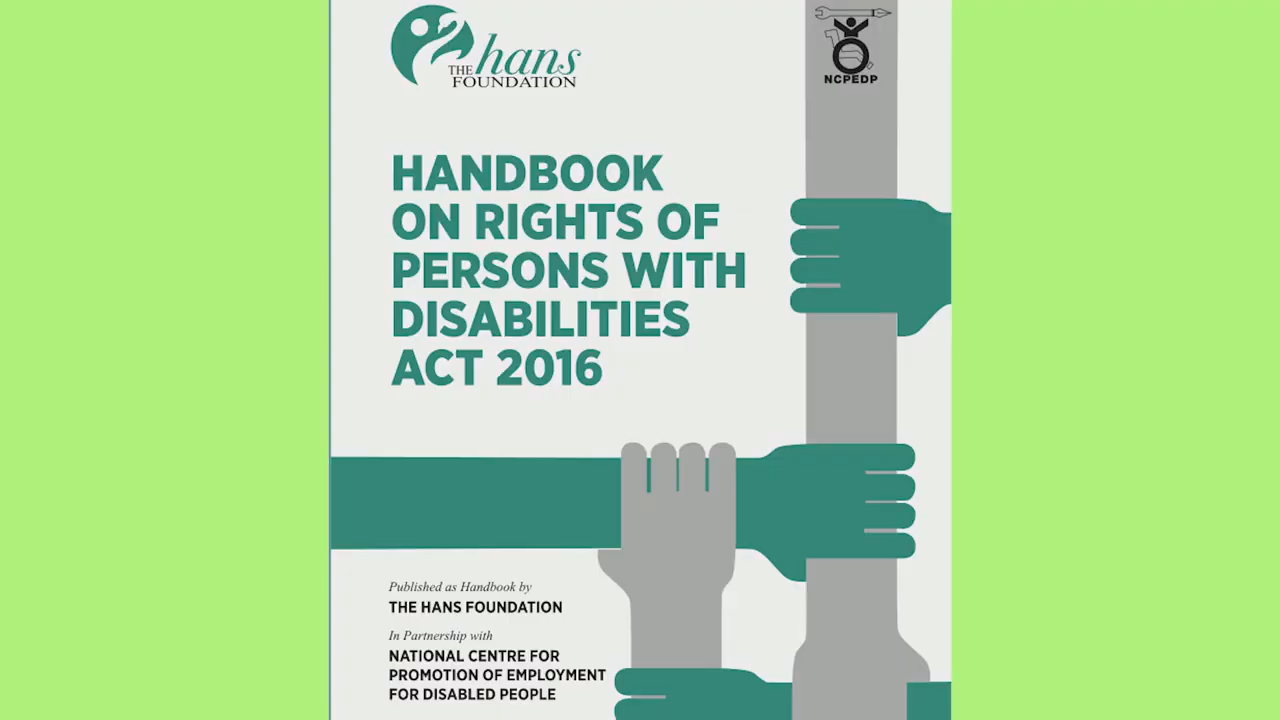 THE hans
FOUNDATION
NCPEDP
HANDBOOK
ON RIGHTS OF
PERSONS WITH
DISABILITIES
ACT 2016
Published as Handbook by
THE HANS FOUNDATION
In Partnership with
NATIONAL CENTRE FOR
PROMOTION OF EMPLOYMENT
FOR DISABLED PEOPLE